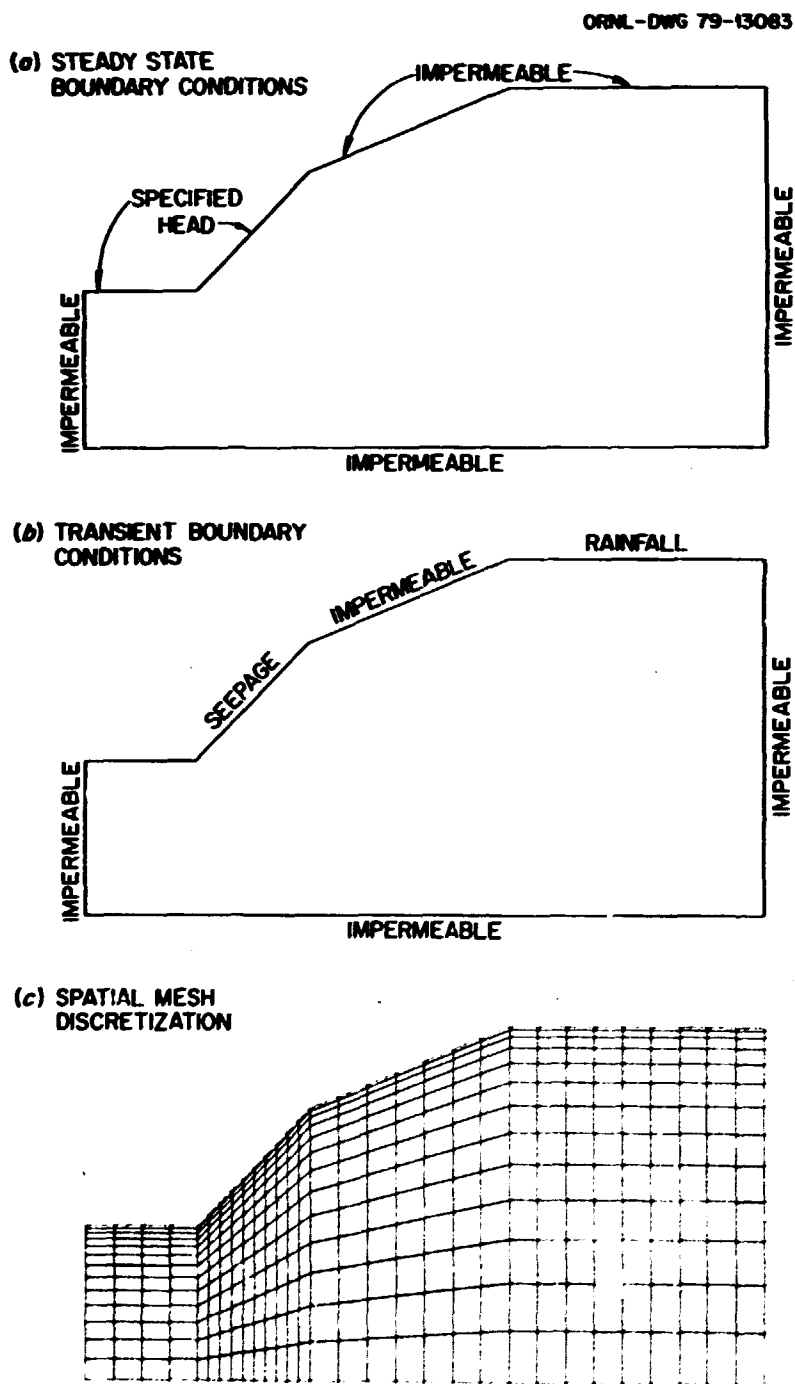 ORNL-DWG 79-13083
(a) STEADY STATE
BOUNDARY CONDITIONS
IMPERMEABLE
SPECIFIED
HEAD
IMPERMEABLE
IMPERMEABLE
IMPERMEABLE
(b) TRANSIENT BOUNDARY
CONDITIONS
RAINFALL
IMPERMEABLE
SEEPAGE
IMPERMEABLE
IMPERMEABLE
IMPERMEABLE
(c) SPATIAL MESH
DISCRETIZATION